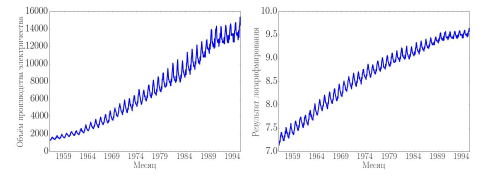 Объём производства электричества
16000
14000
12000
10000
8000
6000
4000
2000
0
1959 1964 1969 1974 1979 1984 1989 1994
Месяц
Результат логарифмирования
10.0
9.5
9.0
8.5
8.0
7.5
7.0
1959 1964 1969 1974 1979 1984 1989 1994
Месяц